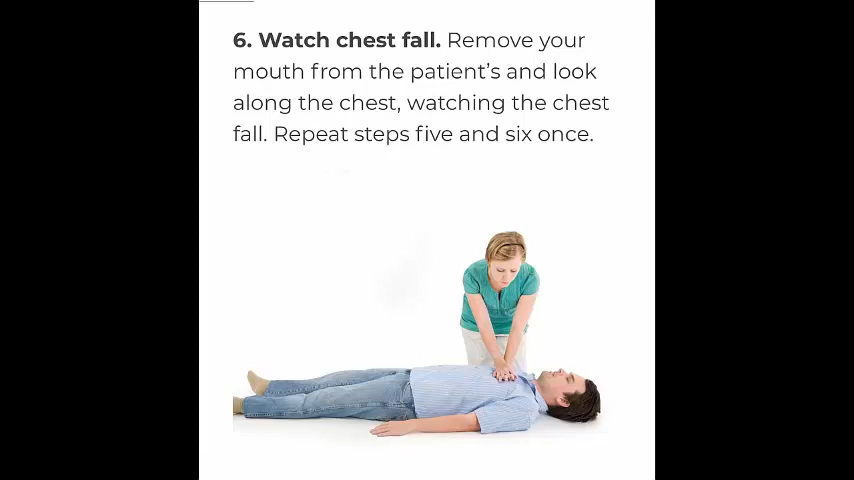 6. Watch chest fall. Remove your
mouth from the patient’s and look
along the chest, watching the chest
fall. Repeat steps five and six once.